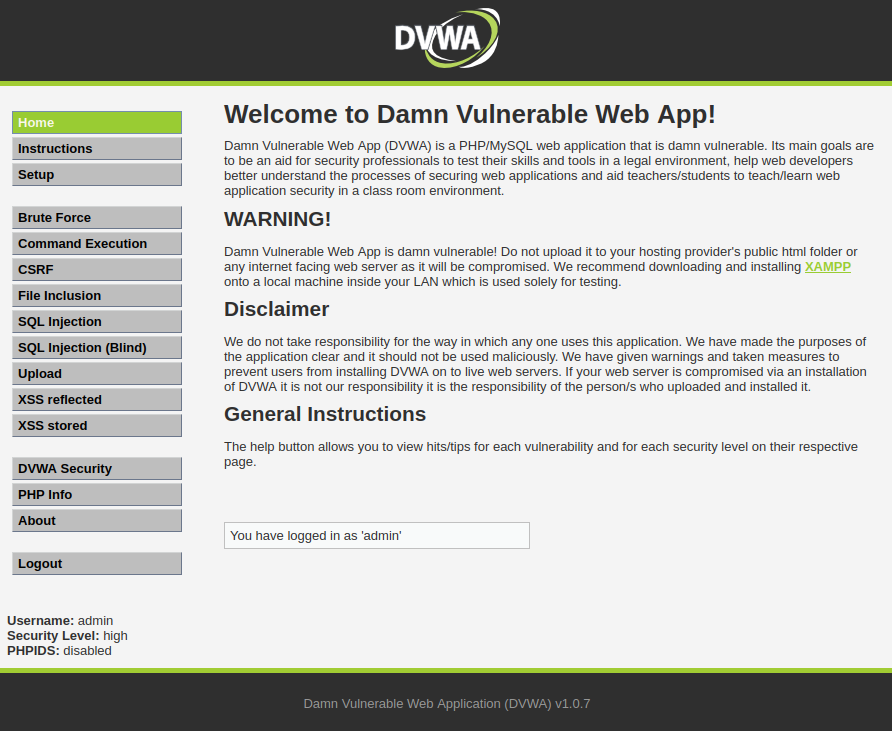 DVWA
Home
Instructions
Setup
Brute Force
Command Execution
CSRF
File Inclusion
SQL Injection
SQL Injection (Blind)
Upload
XSS reflected
XSS stored
DVWA Security
PHP Info
About
Logout
Username: admin
Security Level: high
PHPIDS: disabled
Welcome to Damn Vulnerable Web App!
Damn Vulnerable Web App (DVWA) is a PHP/MySQL web application that is damn vulnerable. Its main goals are
to be an aid for security professionals to test their skills and tools in a legal environment, help web developers
better understand the processes of securing web applications and aid teachers/students to teach/learn web
application security in a class room environment.
WARNING!
Damn Vulnerable Web App is damn vulnerable! Do not upload it to your hosting provider's public html folder or
any internet facing web server as it will be compromised. We recommend downloading and installing XAMPP
onto a local machine inside your LAN which is used solely for testing.
Disclaimer
We do not take responsibility for the way in which any one uses this application. We have made the purposes of
the application clear and it should not be used maliciously. We have given warnings and taken measures to
prevent users from installing DVWA on to live web servers. If your web server is compromised via an installation
of DVWA it is not our responsibility it is the responsibility of the person/s who uploaded and installed it.
General Instructions
The help button allows you to view hits/tips for each vulnerability and for each security level on their respective
page.
You have logged in as 'admin'
Damn Vulnerable Web Application (DVWA) v1.0.7